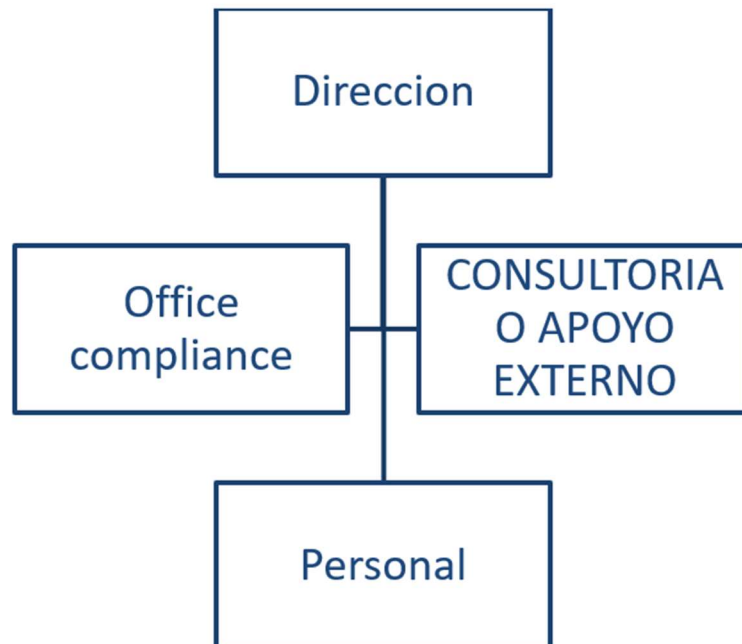 Direccion
Office
compliance
CONSULTORIA
O APOYO
EXTERNO
Personal